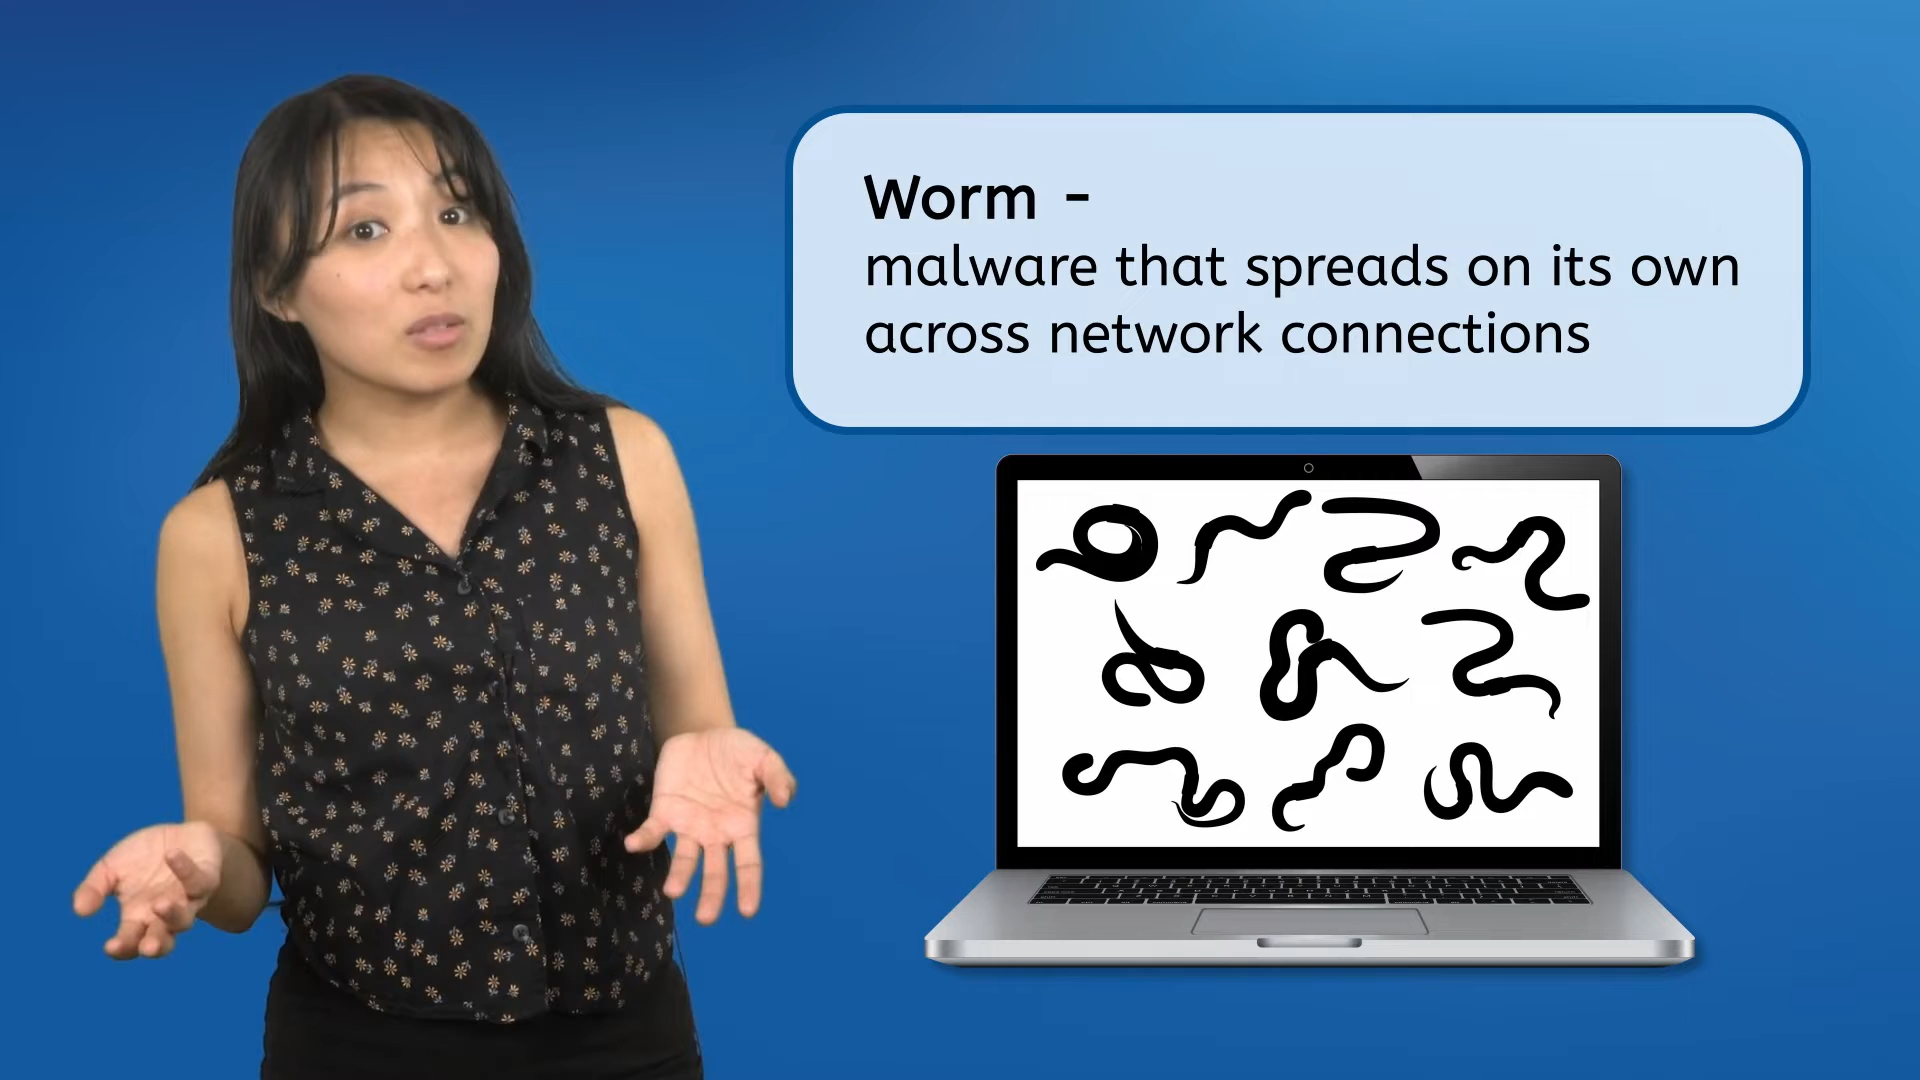 Worm -
malware that spreads on its own
across network connections